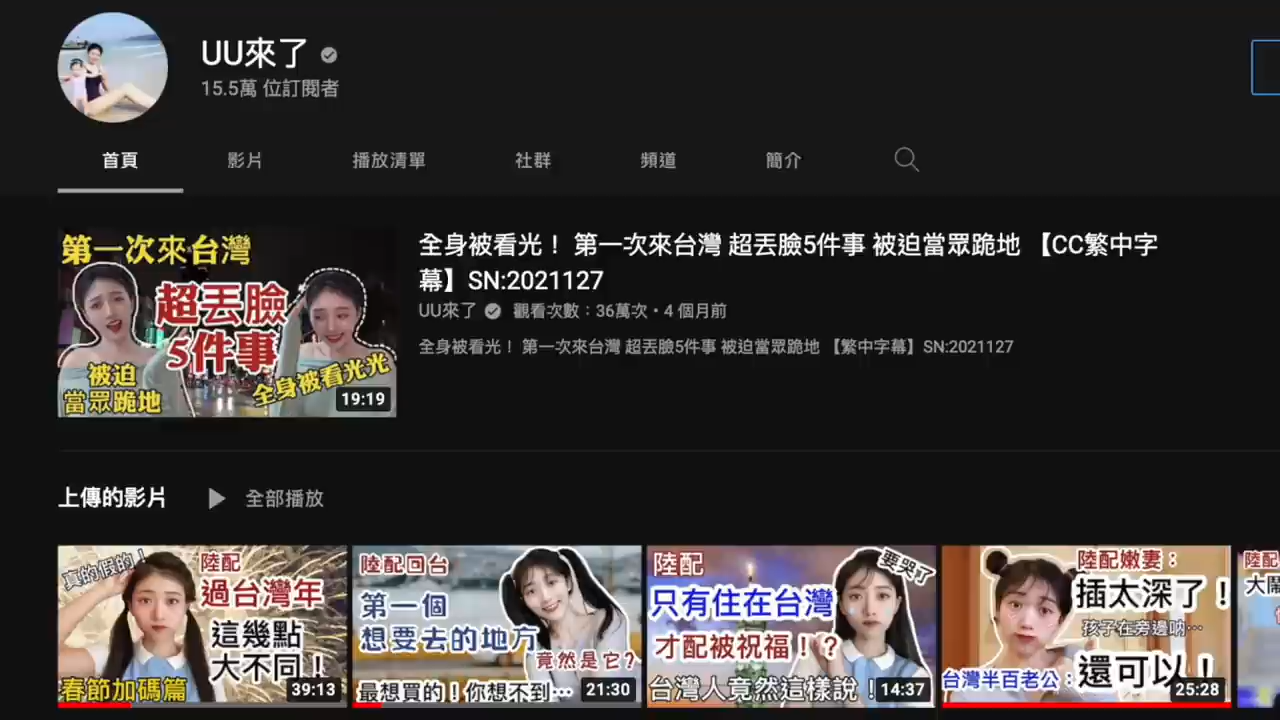 UU來了
15.5萬 位訂閱者
首頁 影片 播放清單 社群 頻道 簡介
第一次來台灣
超丟臉
5件事
被迫
當眾跪地
全身被看光光
19:19
全身被看光！ 第一次來台灣 超丟臉5件事 被迫當眾跪地 【CC繁中字
幕】SN:2021127
UU來了 觀看次數：36萬次・4 個月前
全身被看光！ 第一次來台灣 超丟臉5件事 被迫當眾跪地 【繁中字幕】SN:2021127
上傳的影片 全部播放
真的假的！
陸配
過台灣年
這幾點
大不同！
春節加碼篇
39:13
陸配回台
第一個
想要去的地方
竟然是它?
最想買的！你想不到…
21:30
陸配
要哭了
只有住在台灣
才配被祝福！？
台灣人竟然這樣說！
14:37
陸配嫩妻：
插太深了！
孩子在旁邊呐…
台灣半百老公：
還可以！
25:28
陸配
大鬧